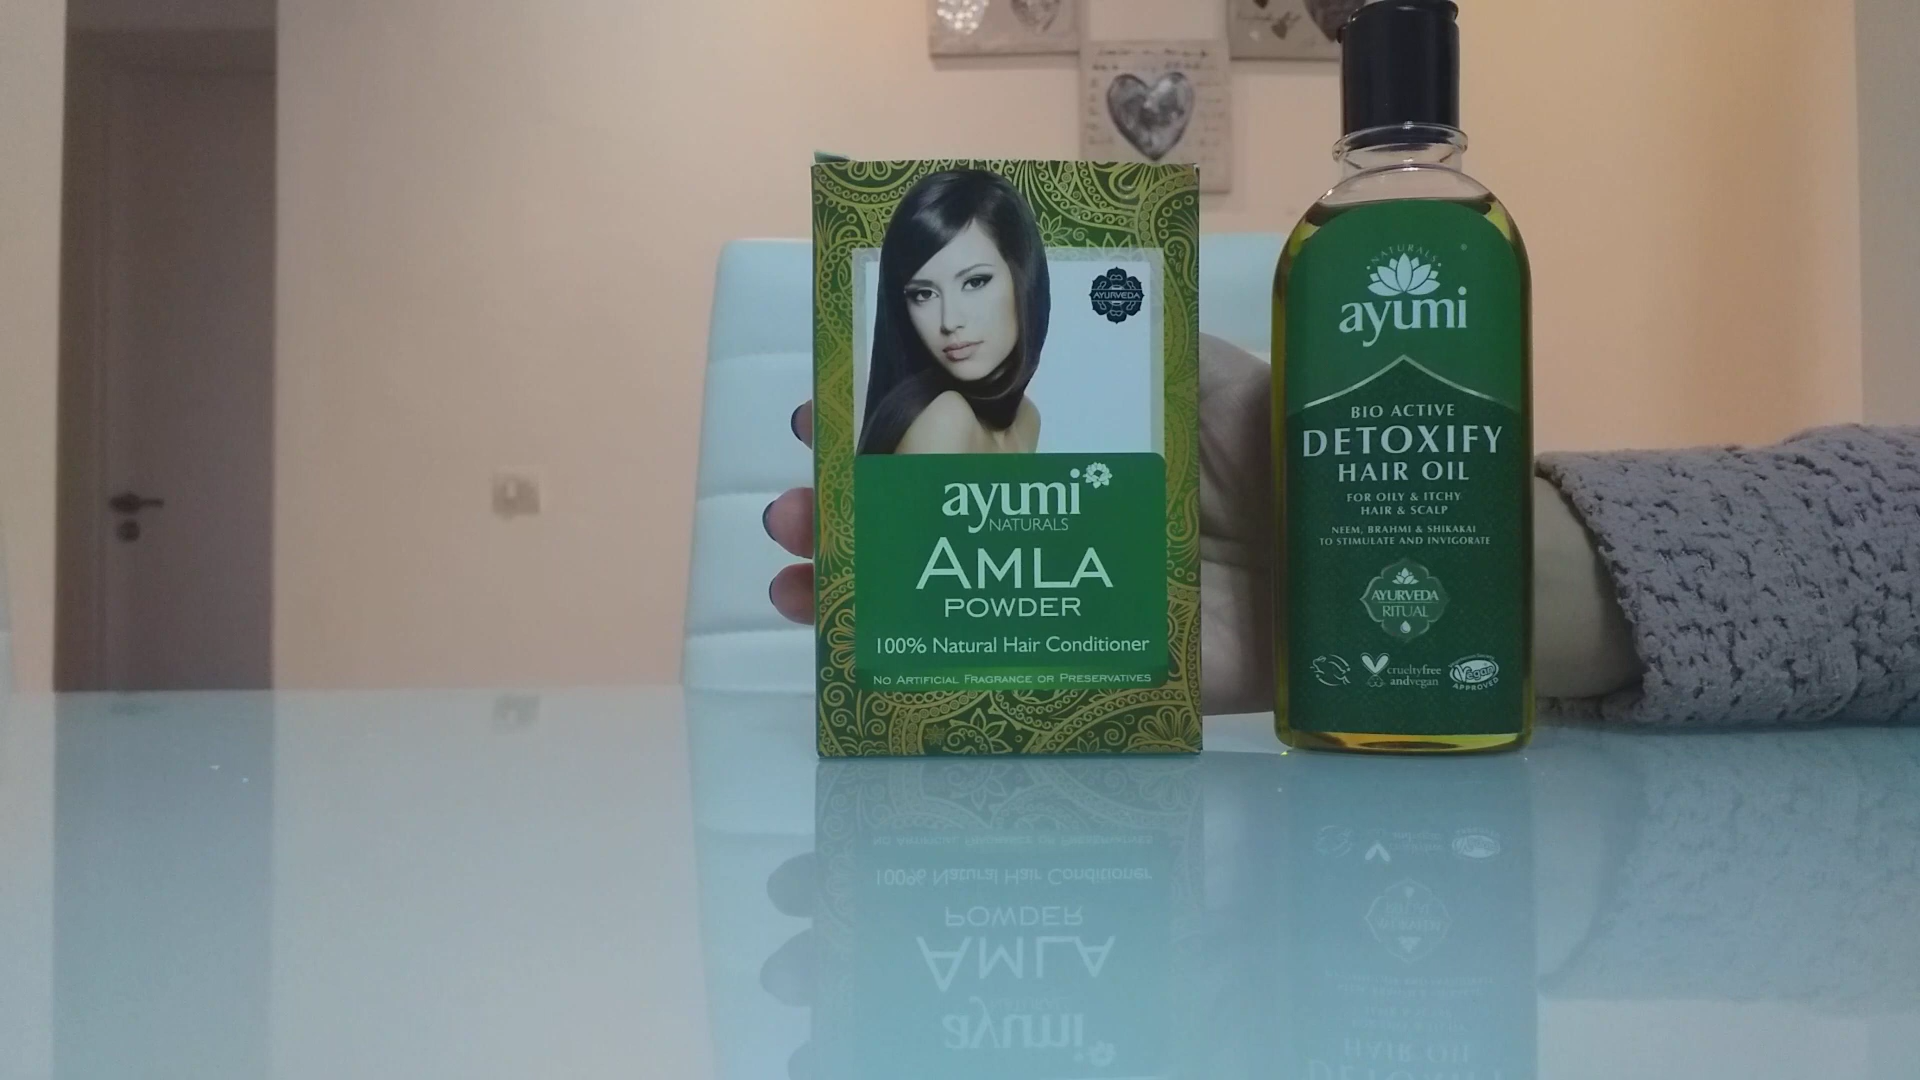 AYURVEDA
ayumi
NATURALS
AMLA
POWDER
100% Natural Hair Conditioner
NO ARTIFICIAL FRAGRANCE OR PRESERVATIVES
NATURALS
ayumi
BIO ACTIVE
DETOXIFY
HAIR OIL
FOR OILY & ITCHY
HAIR & SCALP
NEEM, BRAHMI & SHIKAKAI
TO STIMULATE AND INVIGORATE
AYURVEDA
RITUAL
crueltyfree
andvegan
Vegan
APPROVED